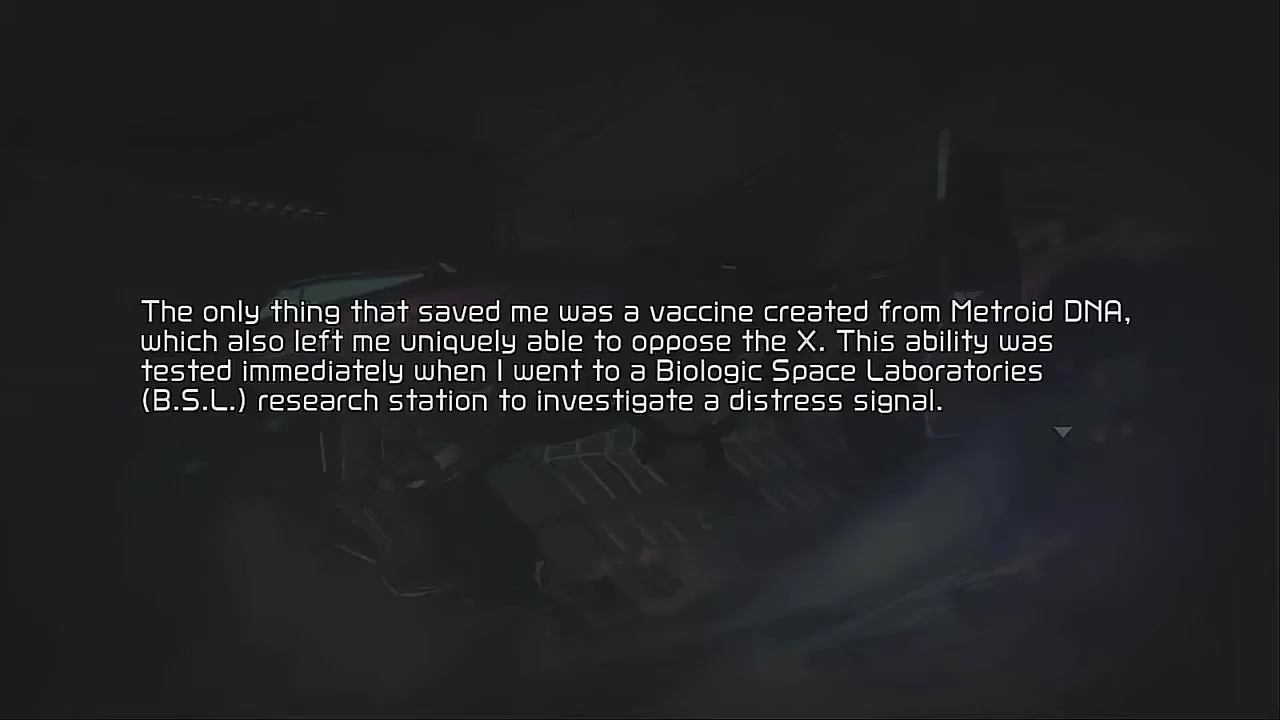 The only thing that saved me was a vaccine created from Metroid DNA,
which also left me uniquely able to oppose the X. This ability was
tested immediately when I went to a Biologic Space Laboratories
(B.S.L.) research station to investigate a distress signal.